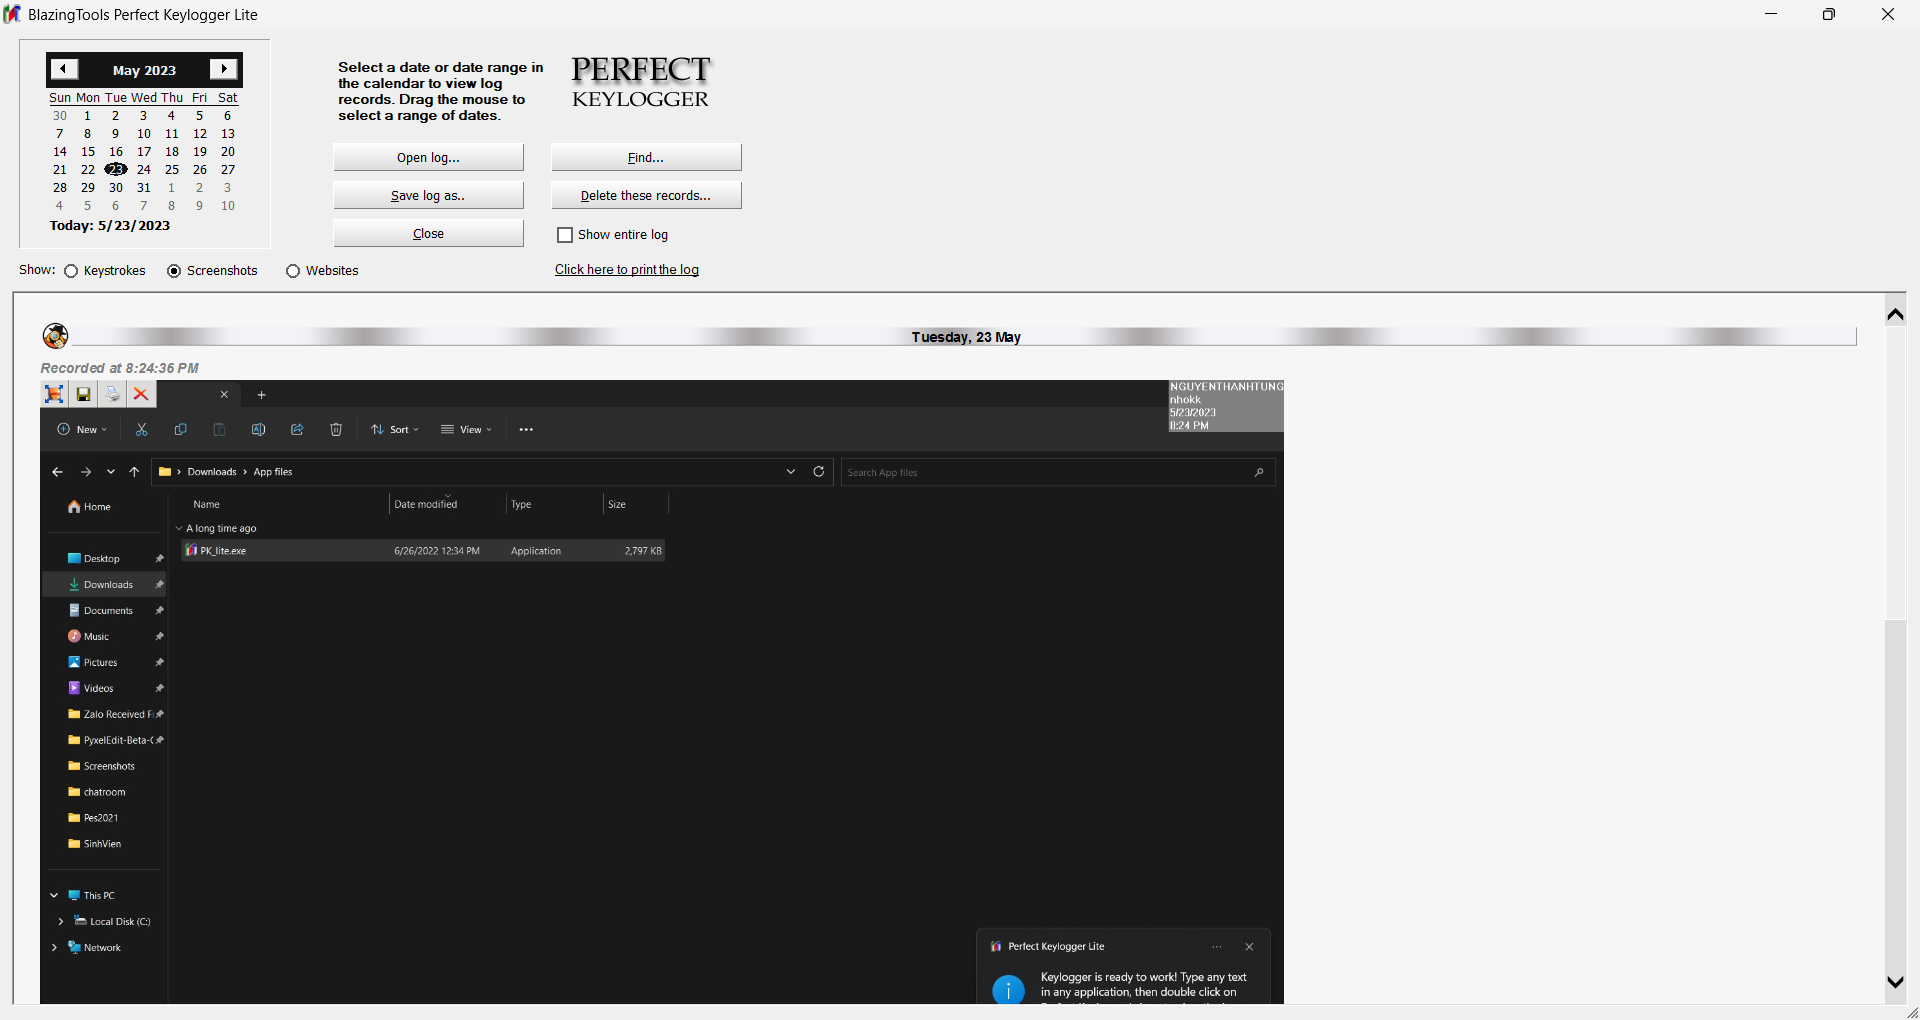 BlazingTools Perfect Keylogger Lite
May 2023
Sun Mon Tue Wed Thu Fri Sat
30 1 2 3 4 5 6
7 8 9 10 11 12 13
14 15 16 17 18 19 20
21 22 23 24 25 26 27
28 29 30 31 1 2 3
4 5 6 7 8 9 10
Today: 5/23/2023
Select a date or date range in
the calendar to view log
records. Drag the mouse to
select a range of dates.
PERFECT
KEYLOGGER
Open log...
Find...
Save log as..
Delete these records...
Close
Show entire log
Show: Keystrokes Screenshots Websites
Click here to print the log
Tuesday, 23 May
Recorded at 8:24:36 PM
NGUYENTHANHTUNG
nhokk
5/23/2023
8:24 PM
New Sort View
Downloads App files
Search App files
Name Date modified Type Size
A long time ago
PK_lite.exe 6/26/2022 12:34 PM Application 2,797 KB
Home
Desktop
Downloads
Documents
Music
Pictures
Videos
Zalo Received Fi
PyxelEdit-Beta-(
Screenshots
chatroom
Pes2021
SinhVien
This PC
Local Disk (C:)
Network
Perfect Keylogger Lite
Keylogger is ready to work! Type any text
in any application, then double click on